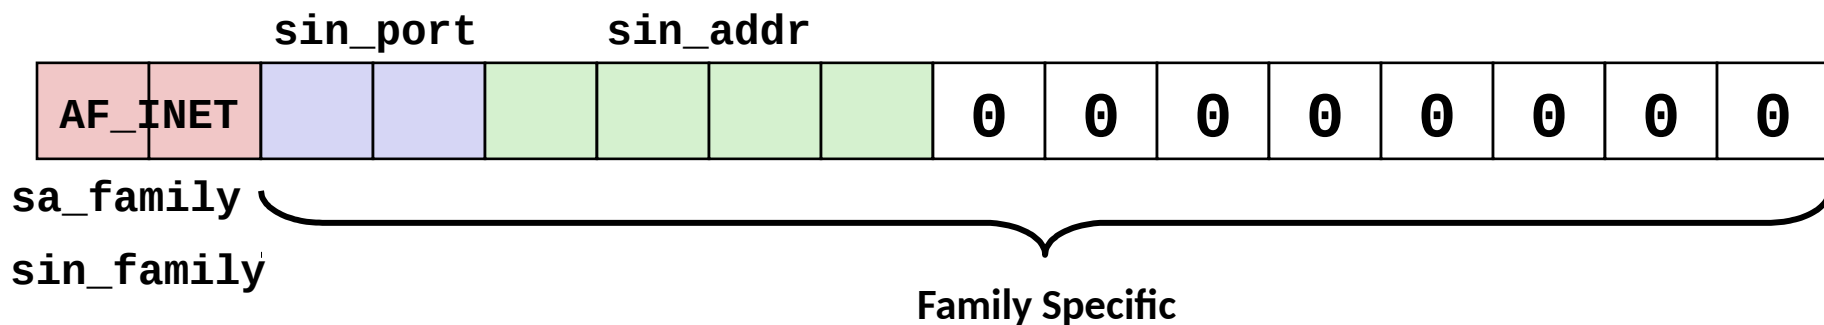 sin_port sin_addr
AF_INET 0 0 0 0 0 0 0 0
sa_family
sin_family
Family Specific